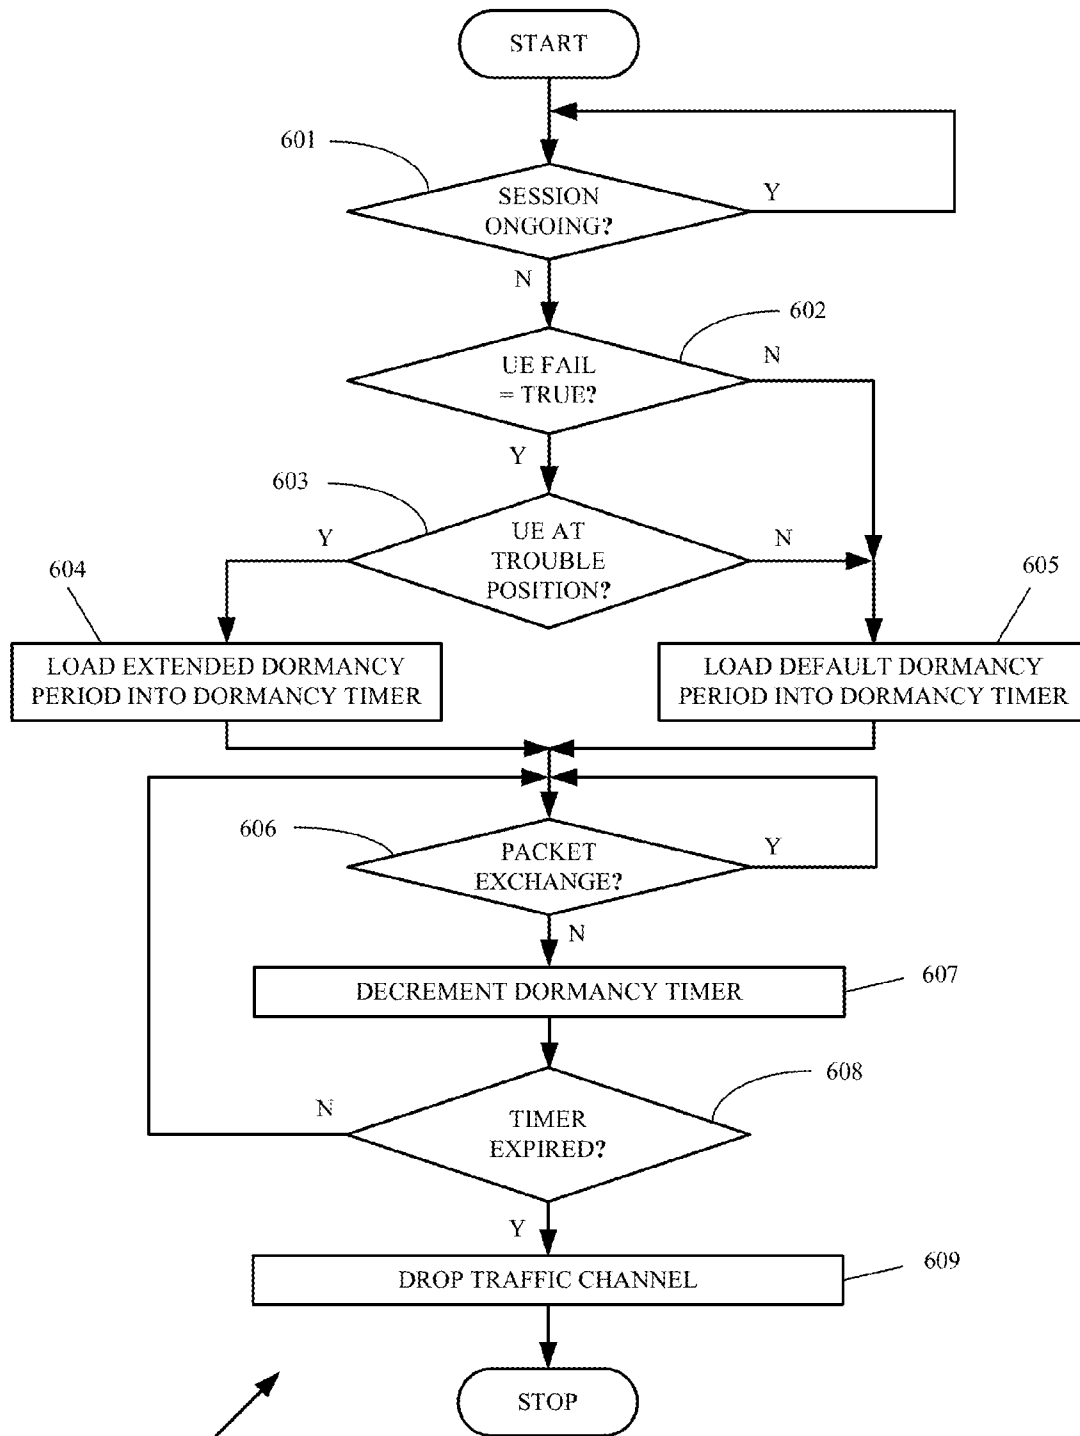 START
601
SESSION
ONGOING?
Y
N
602
UE FAIL
= TRUE?
N
Y
603
UE AT
TROUBLE
POSITION?
Y
N
604
605
LOAD EXTENDED DORMANCY
PERIOD INTO DORMANCY TIMER
LOAD DEFAULT DORMANCY
PERIOD INTO DORMANCY TIMER
606
PACKET
EXCHANGE?
Y
N
DECREMENT DORMANCY TIMER
607
608
TIMER
EXPIRED?
N
Y
DROP TRAFFIC CHANNEL
609
STOP